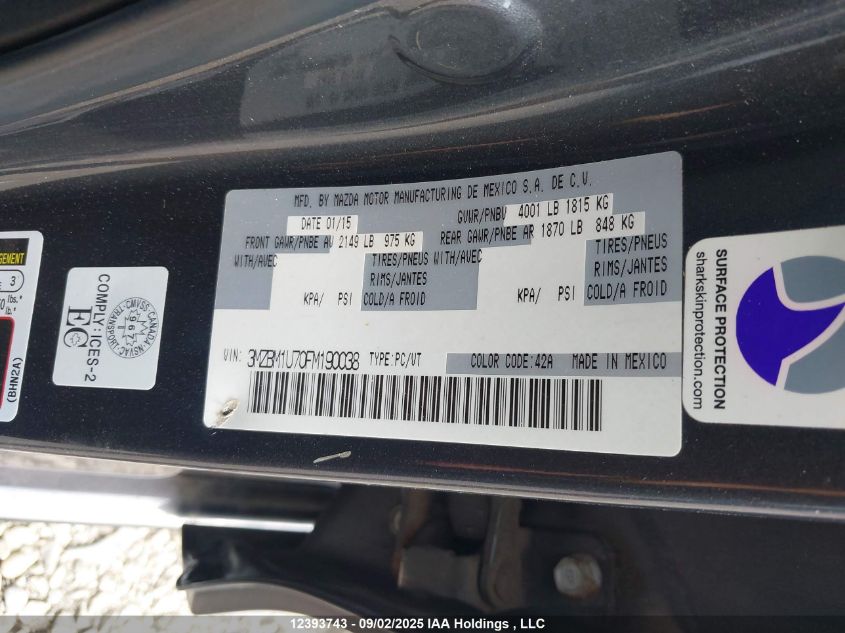 MFD. BY MAZDA MOTOR MANUFACTURING DE MEXICO S.A. DE C.V.
DATE 01/15
GVWR/PNBV 4001 LB 1815 KG
FRONT GAWR/PNBE AV 2149 LB 975 KG
REAR GAWR/PNBE AR 1870 LB 848 KG
WITH/AVEC
TIRES/PNEUS
RIMS/JANTES
KPA/ PSI
COLD/A FROID
WITH/AVEC
TIRES/PNEUS
RIMS/JANTES
KPA/ PSI
COLD/A FROID
VIN: 3MZBM1U70FM190038 TYPE:PC/VT COLOR CODE:42A MADE IN MEXICO
3
(BHN2A)
COMPLY:ICES-2
EC
SURFACE PROTECTION
sharkskinprotection.com
12393743 - 09/02/2025 IAA Holdings , LLC